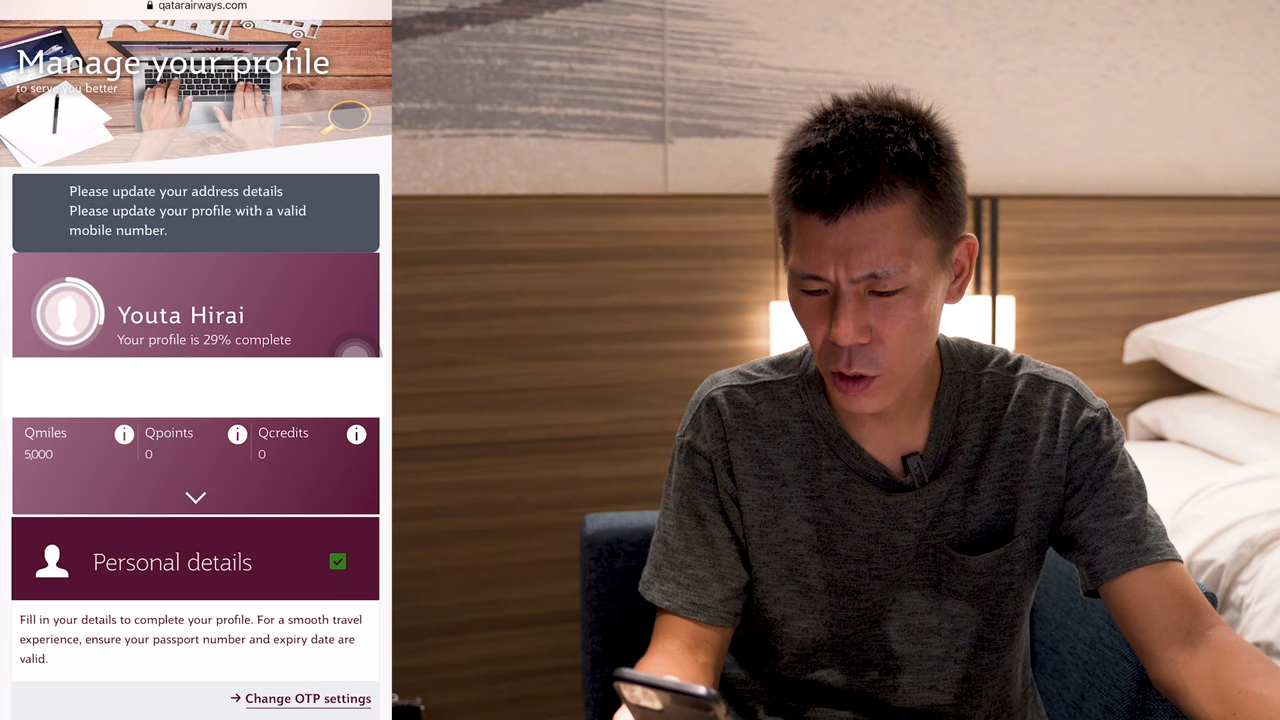 qatarairways.com
Manage your profile
to serve you better
Please update your address details
Please update your profile with a valid
mobile number.
Youta Hirai
Your profile is 29% complete
Qmiles
Qpoints
Qcredits
5,000
0
0
Personal details
Fill in your details to complete your profile. For a smooth travel
experience, ensure your passport number and expiry date are
valid.
→ Change OTP settings